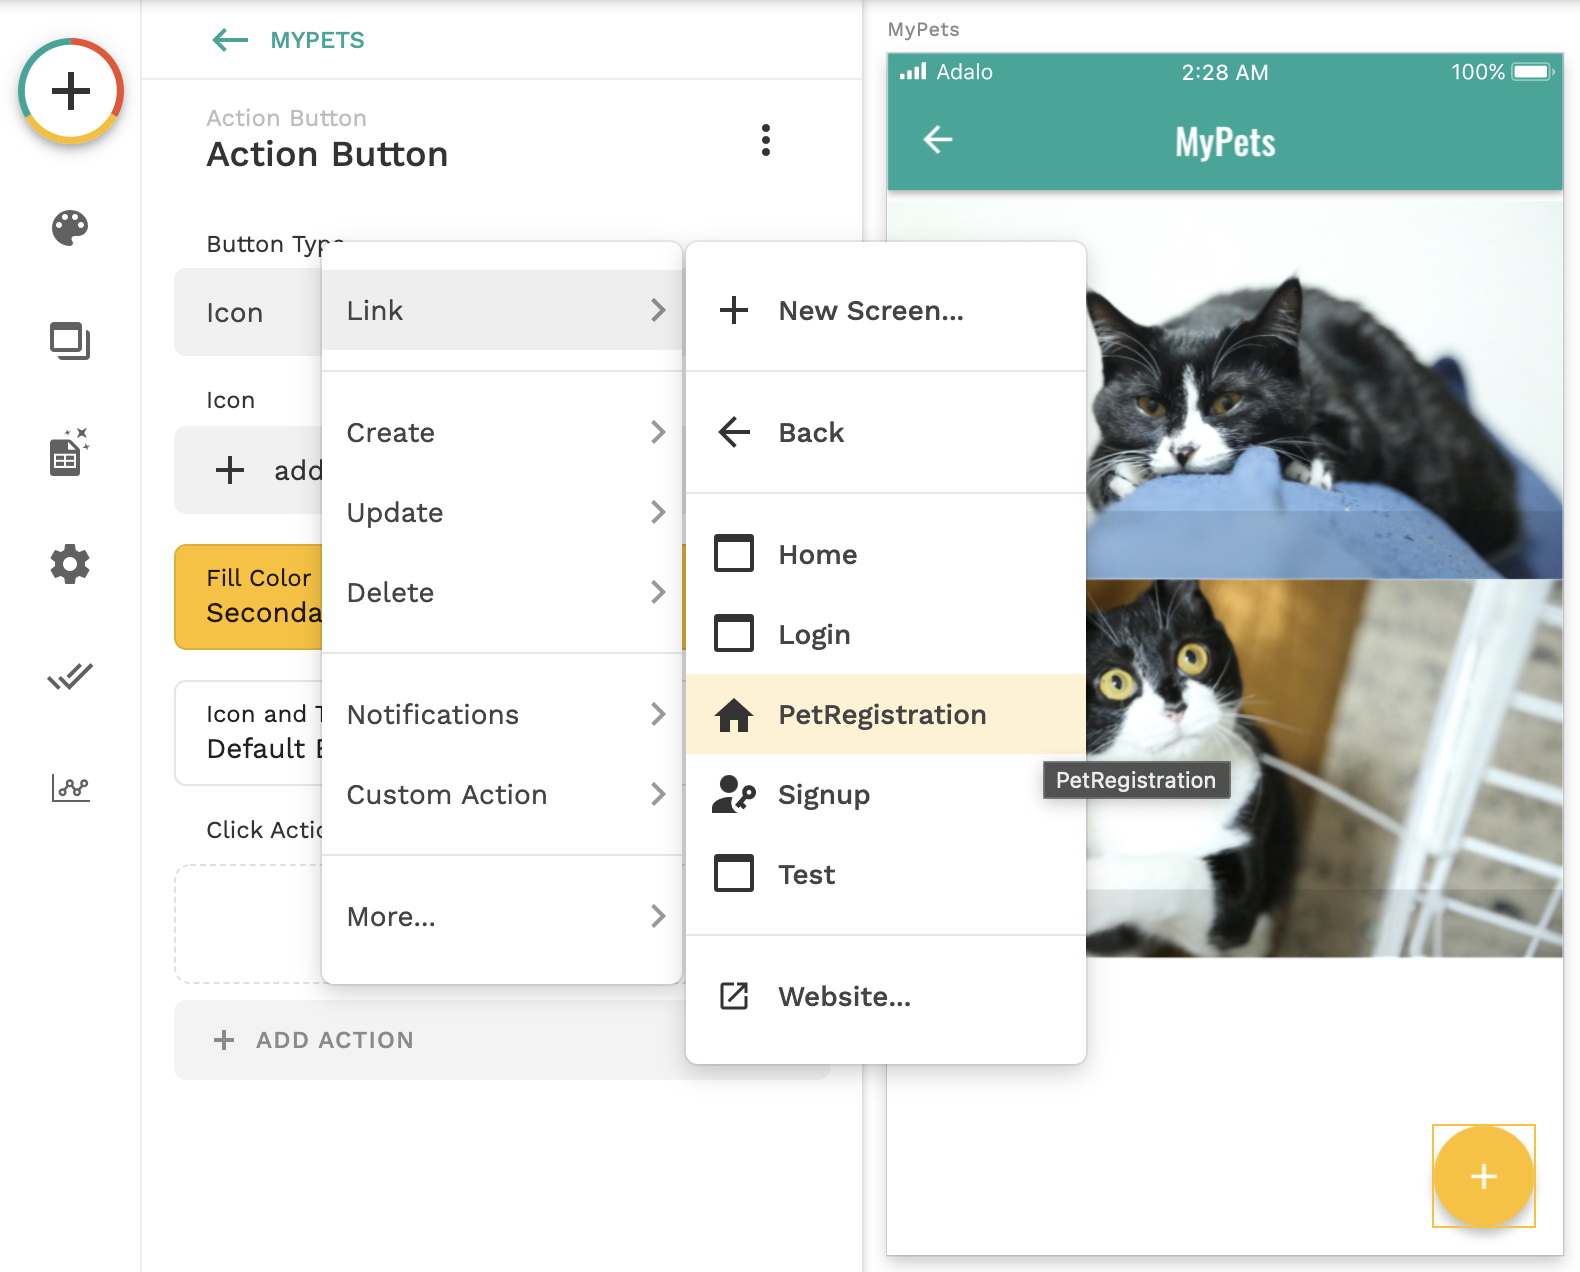 MYPETS
Action Button
Action Button
Button Type
Icon
Icon
add
Fill Color
Seconda
Icon and T
Default
Click Actio
ADD ACTION
Link
Create
Update
Delete
Notifications
Custom Action
More...
New Screen...
Back
Home
Login
PetRegistration
PetRegistration
Signup
Test
Website...
MyPets
Adalo
2:28 AM
100%
MyPets